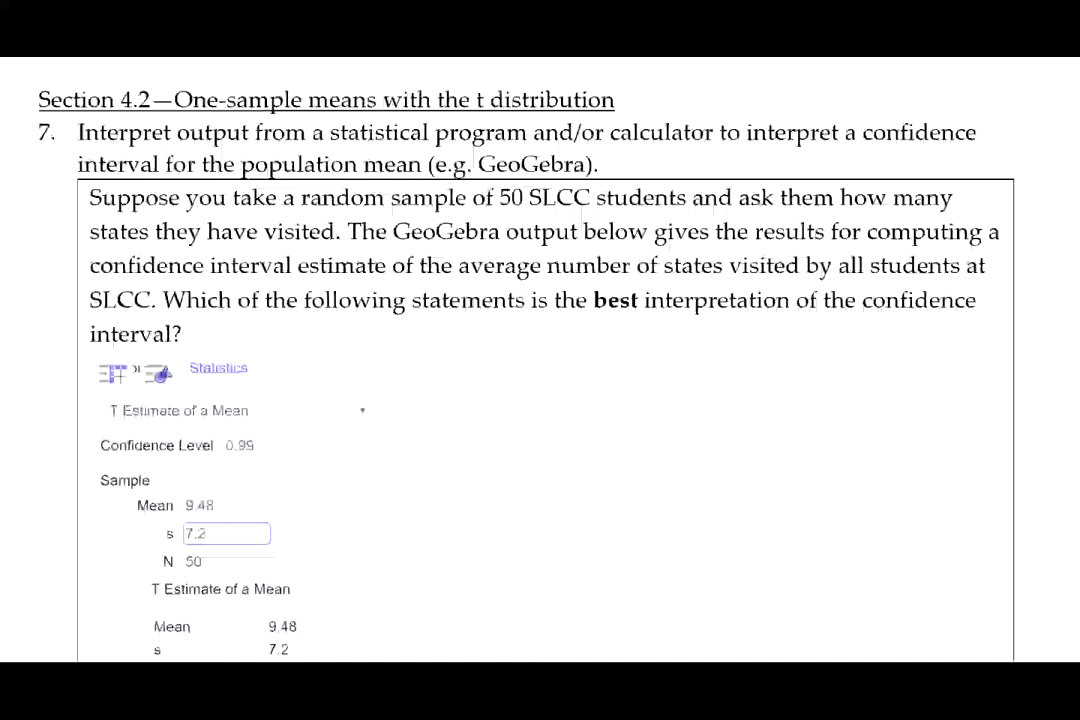 Section 4.2—One-sample means with the t distribution
7. Interpret output from a statistical program and/or calculator to interpret a confidence
interval for the population mean (e.g. GeoGebra).
Suppose you take a random sample of 50 SLCC students and ask them how many
states they have visited. The GeoGebra output below gives the results for computing a
confidence interval estimate of the average number of states visited by all students at
SLCC. Which of the following statements is the best interpretation of the confidence
interval?
Statistics
T Estimate of a Mean
Confidence Level 0.99
Sample
Mean 9.48
s 7.2
N 50
T Estimate of a Mean
Mean 9.48
s 7.2